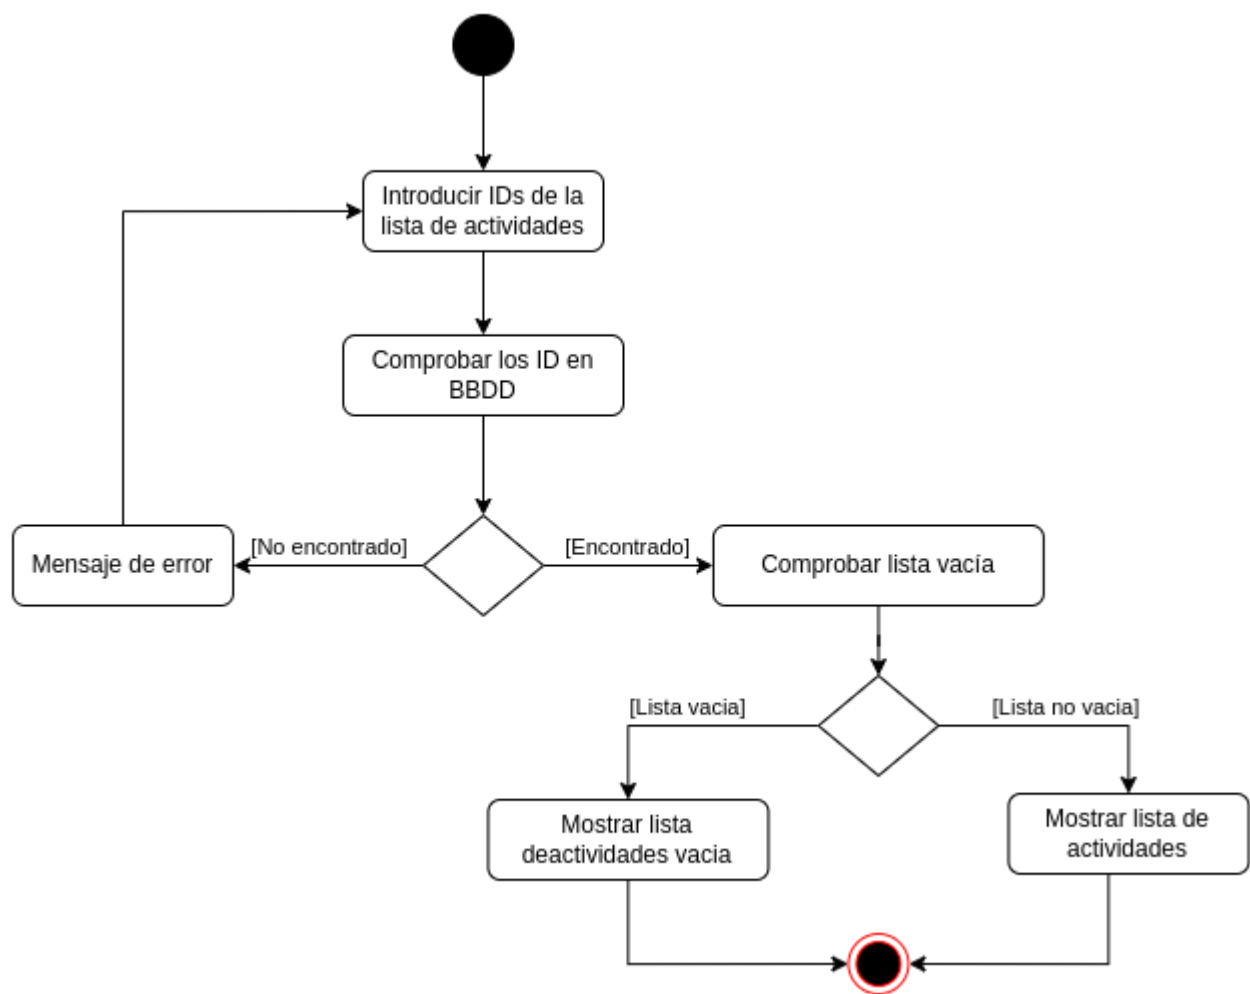 Introducir IDs de la
lista de actividades
Comprobar los ID en
BBDD
Mensaje de error
[No encontrado]
[Encontrado]
Comprobar lista vacía
[Lista vacia]
[Lista no vacia]
Mostrar lista
deactividades vacia
Mostrar lista de
actividades